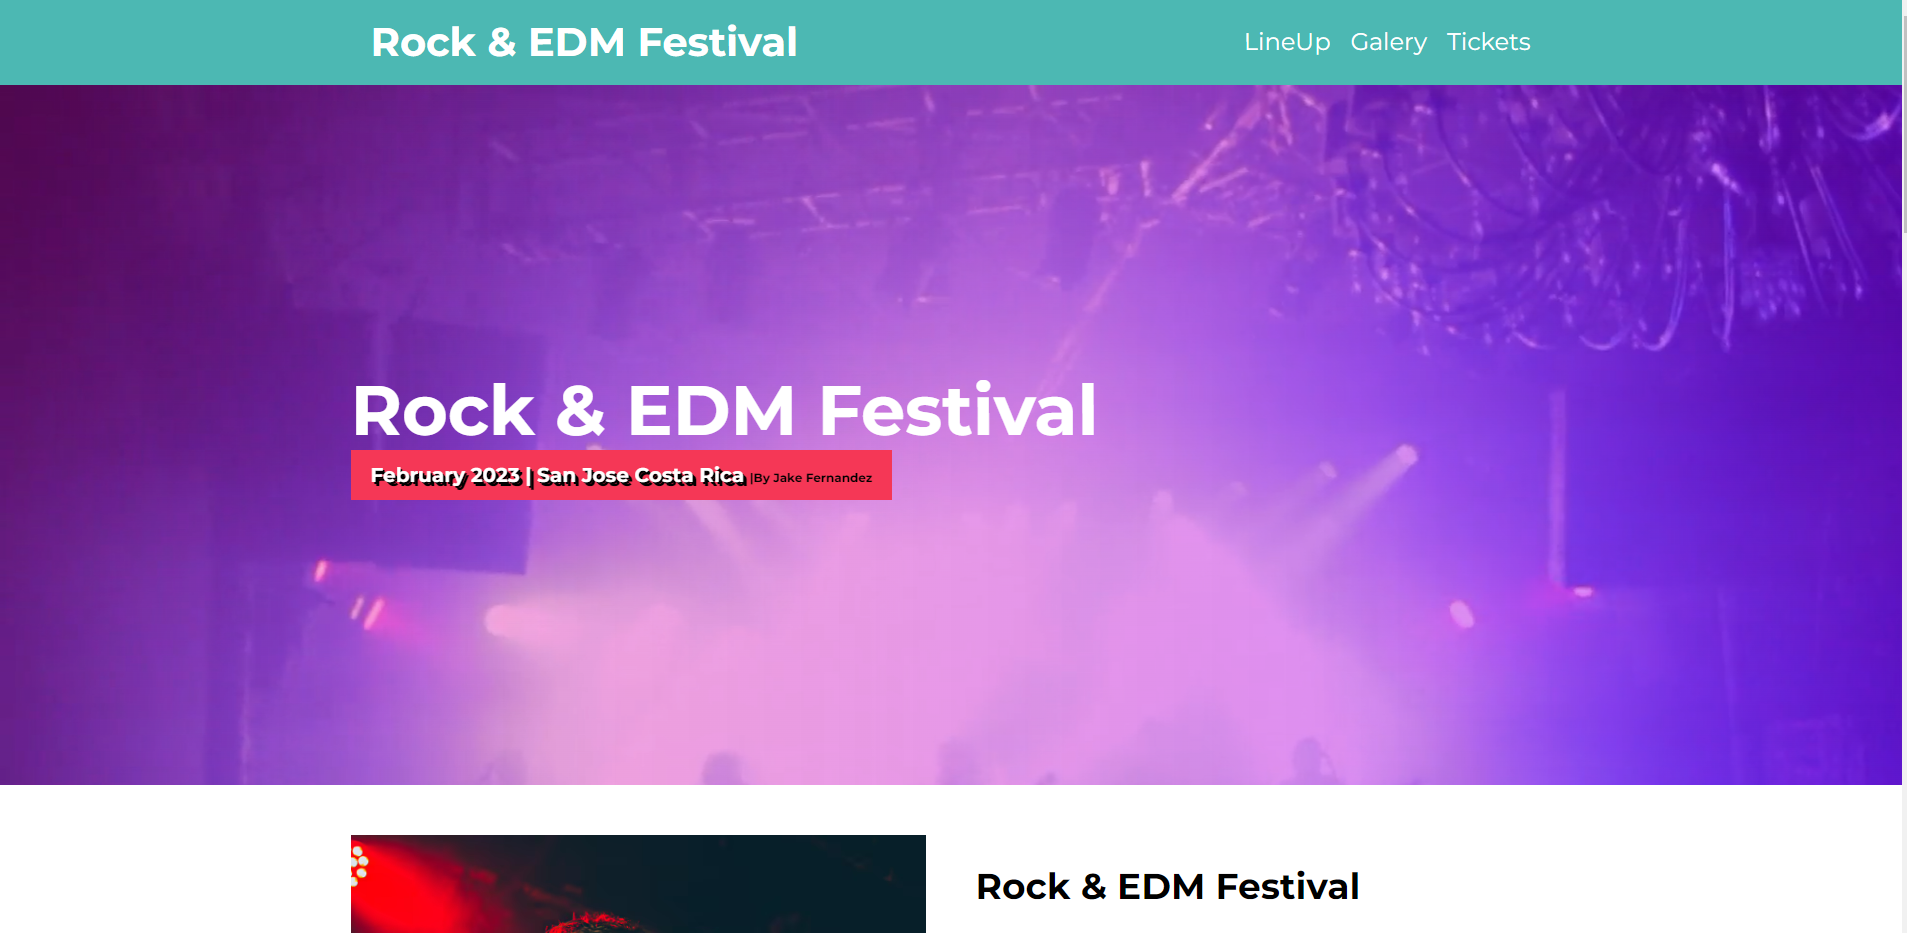 Rock & EDM Festival
LineUp Galery Tickets
Rock & EDM Festival
February 2023 | San Jose Costa Rica |By Jake Fernandez
Rock & EDM Festival